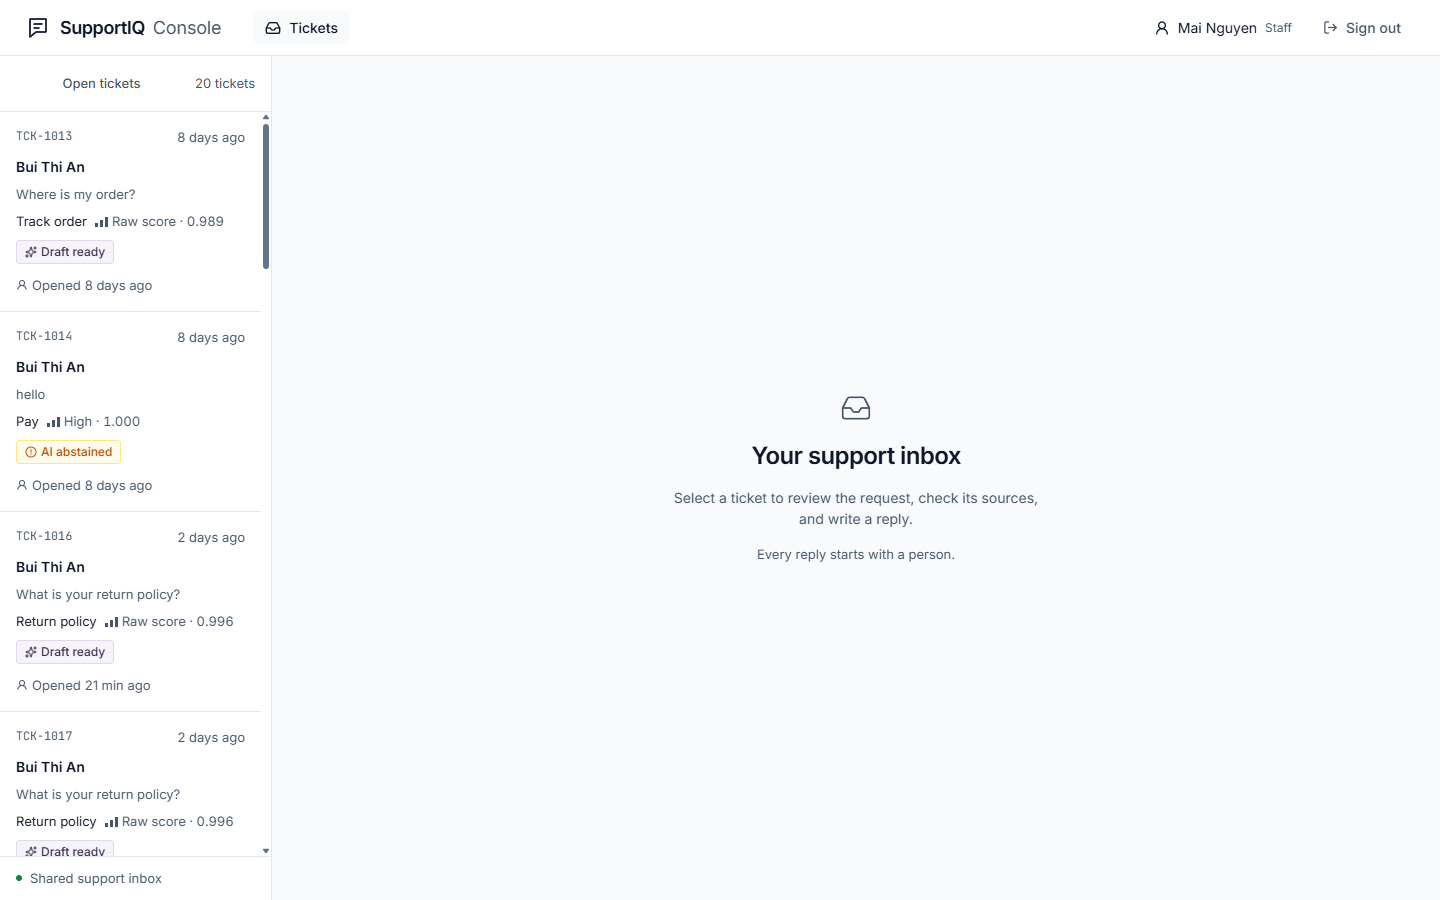 SupportIQ Console
Tickets
Mai Nguyen Staff
Sign out
Open tickets
20 tickets
TCK-1013
8 days ago
Bui Thi An
Where is my order?
Track order Raw score · 0.989
Draft ready
Opened 8 days ago
TCK-1014
8 days ago
Bui Thi An
hello
Pay High · 1.000
AI abstained
Opened 8 days ago
TCK-1016
2 days ago
Bui Thi An
What is your return policy?
Return policy Raw score · 0.996
Draft ready
Opened 21 min ago
TCK-1017
2 days ago
Bui Thi An
What is your return policy?
Return policy Raw score · 0.996
Draft ready
Shared support inbox
Your support inbox
Select a ticket to review the request, check its sources,
and write a reply.
Every reply starts with a person.